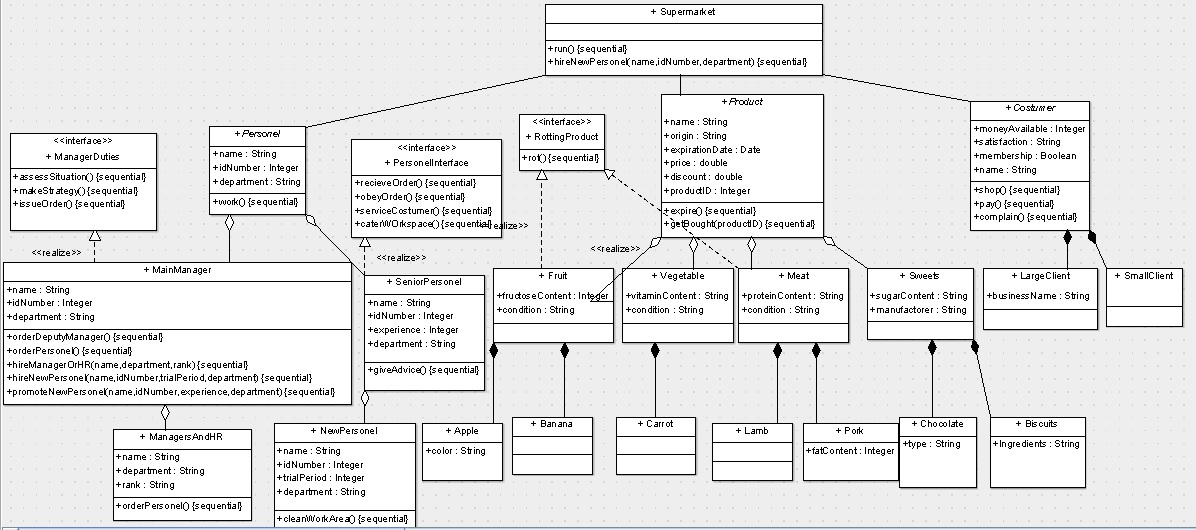 + Supermarket
+run() {sequential}
+hireNewPersonel(name,idNumber,department) {sequential}
<<interface>>
+ ManagerDuties
+assessSituation() {sequential}
+makeStrategy() {sequential}
+issueOrder() {sequential}
+ Personel
+name : String
+idNumber : Integer
+department : String
+work() {sequential}
<<interface>>
+ PersonelInterface
+recieveOrder() {sequential}
+obeyOrder() {sequential}
+serviceCostumer() {sequential}
+caterWOrkspace() {sequential}
<<interface>>
+ RottingProduct
+rot() {sequential}
+ Product
+name : String
+origin : String
+expirationDate : Date
+price : double
+discount : double
+productID : Integer
+expire() {sequential}
+getBought(productID) {sequential}
+ Costumer
+moneyAvailable : Integer
+satisfaction : String
+membership : Boolean
+name : String
+shop() {sequential}
+pay() {sequential}
+complain() {sequential}
<<realize>>
<<realize>>
<<realize>>
<<realize>>
+ MainManager
+name : String
+idNumber : String
+department : String
+orderDeputyManager() {sequential}
+orderPersonel() {sequential}
+hireManagerOrHR(name,department,rank) {sequential}
+hireNewPersonel(name,idNumber,trialPeriod,department) {sequential}
+promoteNewPersonel(name,idNumber,experience,department) {sequential}
+ SeniorPersonel
+name : String
+idNumber : Integer
+experience : Integer
+department : String
+giveAdvice() {sequential}
+ Fruit
+fructoseContent : Integer
+condition : String
+ Vegetable
+vitaminContent : String
+condition : String
+ Meat
+proteinContent : String
+condition : String
+ Sweets
+sugarContent : String
+manufactorer : String
+ LargeClient
+businessName : String
+ SmallClient
+ ManagersAndHR
+name : String
+department : String
+rank : String
+orderPersonel() {sequential}
+ NewPersonel
+name : String
+idNumber : Integer
+trialPeriod : Integer
+department : String
+cleanWorkArea() {sequential}
+ Apple
+color : String
+ Banana
+ Carrot
+ Lamb
+ Pork
+fatContent : Integer
+ Chocolate
+type : String
+ Biscuits
+Ingredients : String